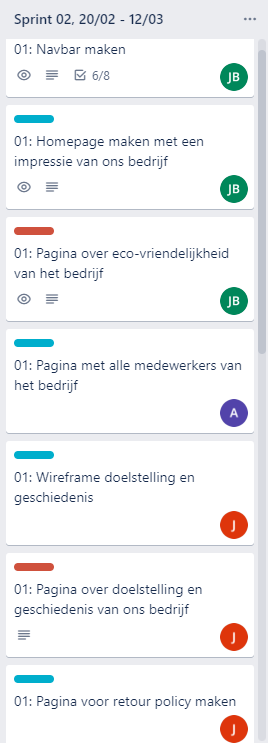 Sprint 02, 20/02 - 12/03
01: Navbar maken
6/8
JB
01: Homepage maken met een
impressie van ons bedrijf
JB
01: Pagina over eco-vriendelijkheid
van het bedrijf
JB
01: Pagina met alle medewerkers van
het bedrijf
A
01: Wireframe doelstelling en
geschiedenis
J
01: Pagina over doelstelling en
geschiedenis van ons bedrijf
J
01: Pagina voor retour policy maken
J